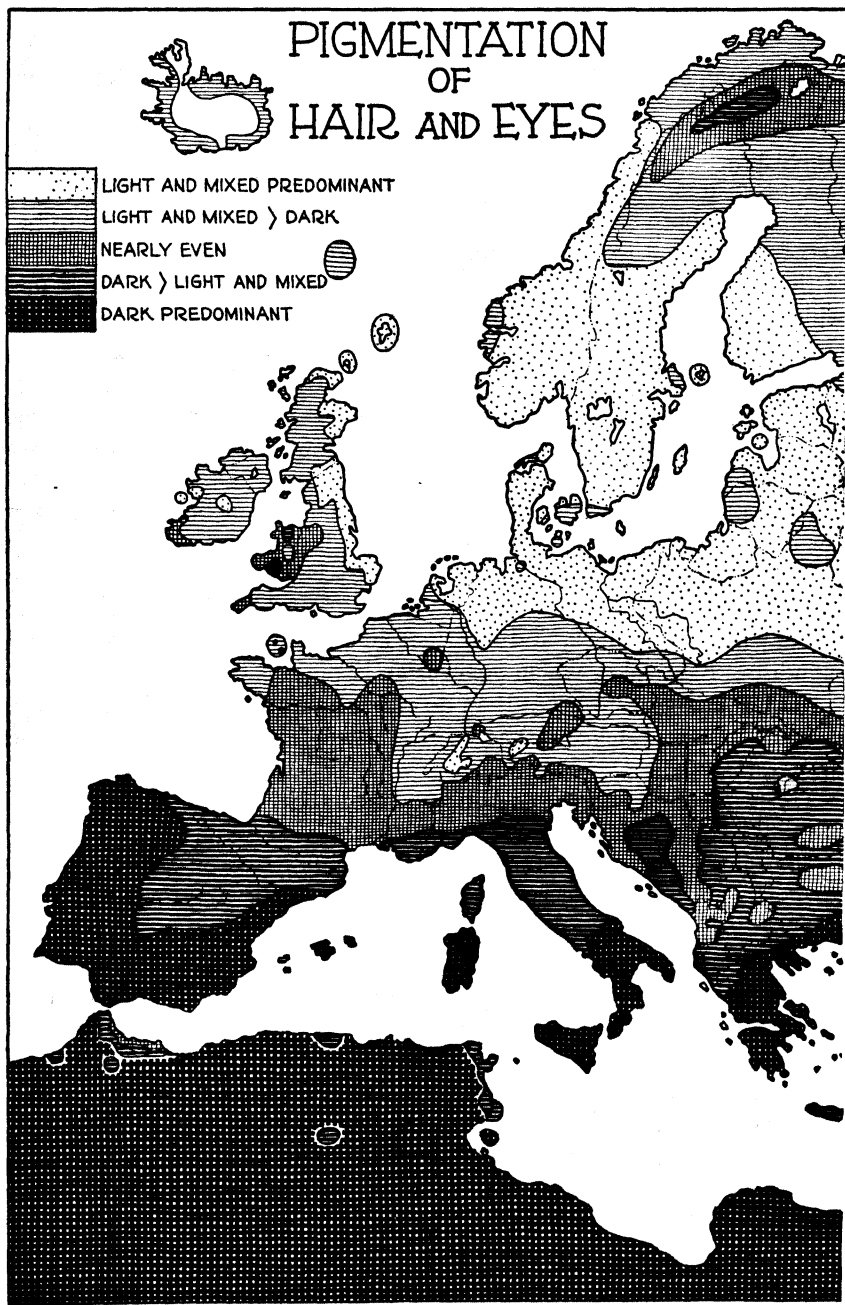 PIGMENTATION
OF
HAIR AND EYES
LIGHT AND MIXED PREDOMINANT
LIGHT AND MIXED > DARK
NEARLY EVEN
DARK > LIGHT AND MIXED
DARK PREDOMINANT